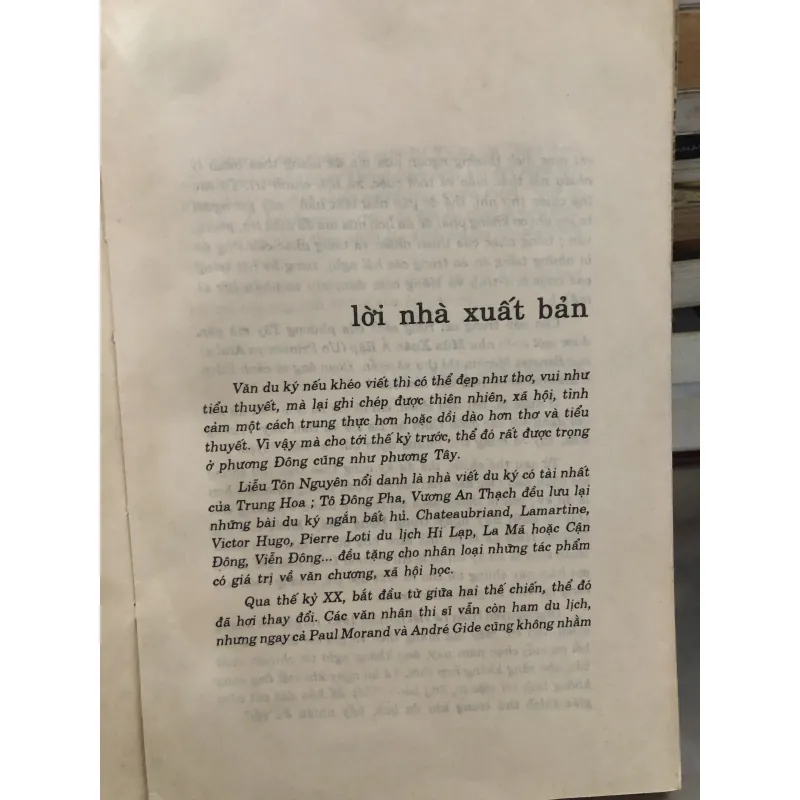 lời nhà xuất bản
Văn du ký nếu khéo viết thì có thể đẹp như thơ, vui như
tiểu thuyết, mà lại ghi chép được thiên nhiên, xã hội, tình
cảm một cách trung thực hơn hoặc dồi dào hơn thơ và tiểu
thuyết. Vì vậy mà cho tới thế kỷ trước, thể đó rất được trọng
ở phương Đông cũng như phương Tây.
Liễu Tôn Nguyên nổi danh là nhà viết du ký có tài nhất
của Trung Hoa ; Tô Đông Pha, Vương An Thạch đều lưu lại
những bài du ký ngắn bất hủ. Chateaubriand, Lamartine,
Victor Hugo, Pierre Loti du lịch Hi Lạp, La Mã hoặc Cận
Đông, Viễn Đông... đều tặng cho nhân loại những tác phẩm
có giá trị về văn chương, xã hội học.
Qua thế kỷ XX, bắt đầu từ giữa hai thế chiến, thể đó
đã hơi thay đổi. Các văn nhân thi sĩ vẫn còn ham du lịch,
nhưng ngay cả Paul Morand và André Gide cũng không nhằm